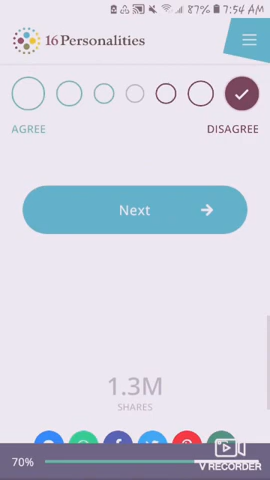 87% 7:54 AM
16Personalities
AGREE DISAGREE
Next
1.3M
SHARES
70%
V RECORDER